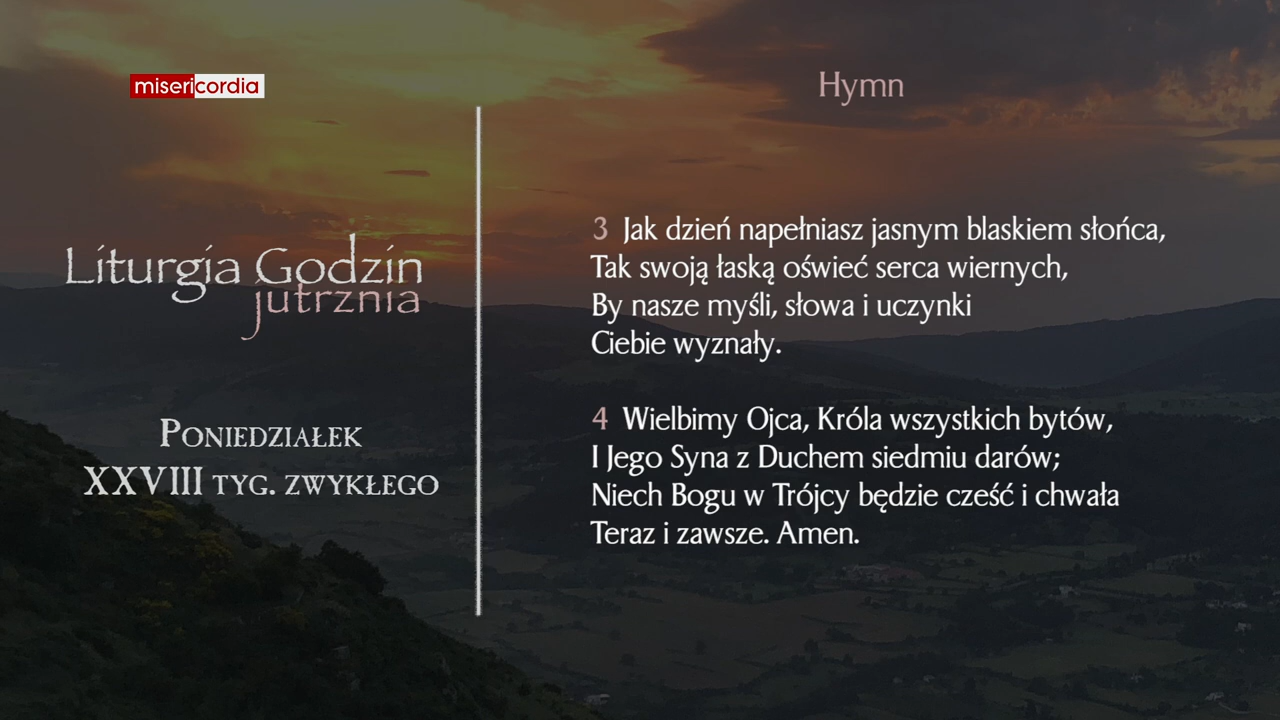 misericordia
Liturgia Godzin
jutrznia
Poniedziałek
XXVIII tyg. zwykłego
Hymn
3 Jak dzień napełniasz jasnym blaskiem słońca,
Tak swoją łaską oświeć serca wiernych,
By nasze myśli, słowa i uczynki
Ciebie wyznały.
4 Wielbimy Ojca, Króla wszystkich bytów,
I Jego Syna z Duchem siedmiu darów;
Niech Bogu w Trójcy będzie cześć i chwała
Teraz i zawsze. Amen.